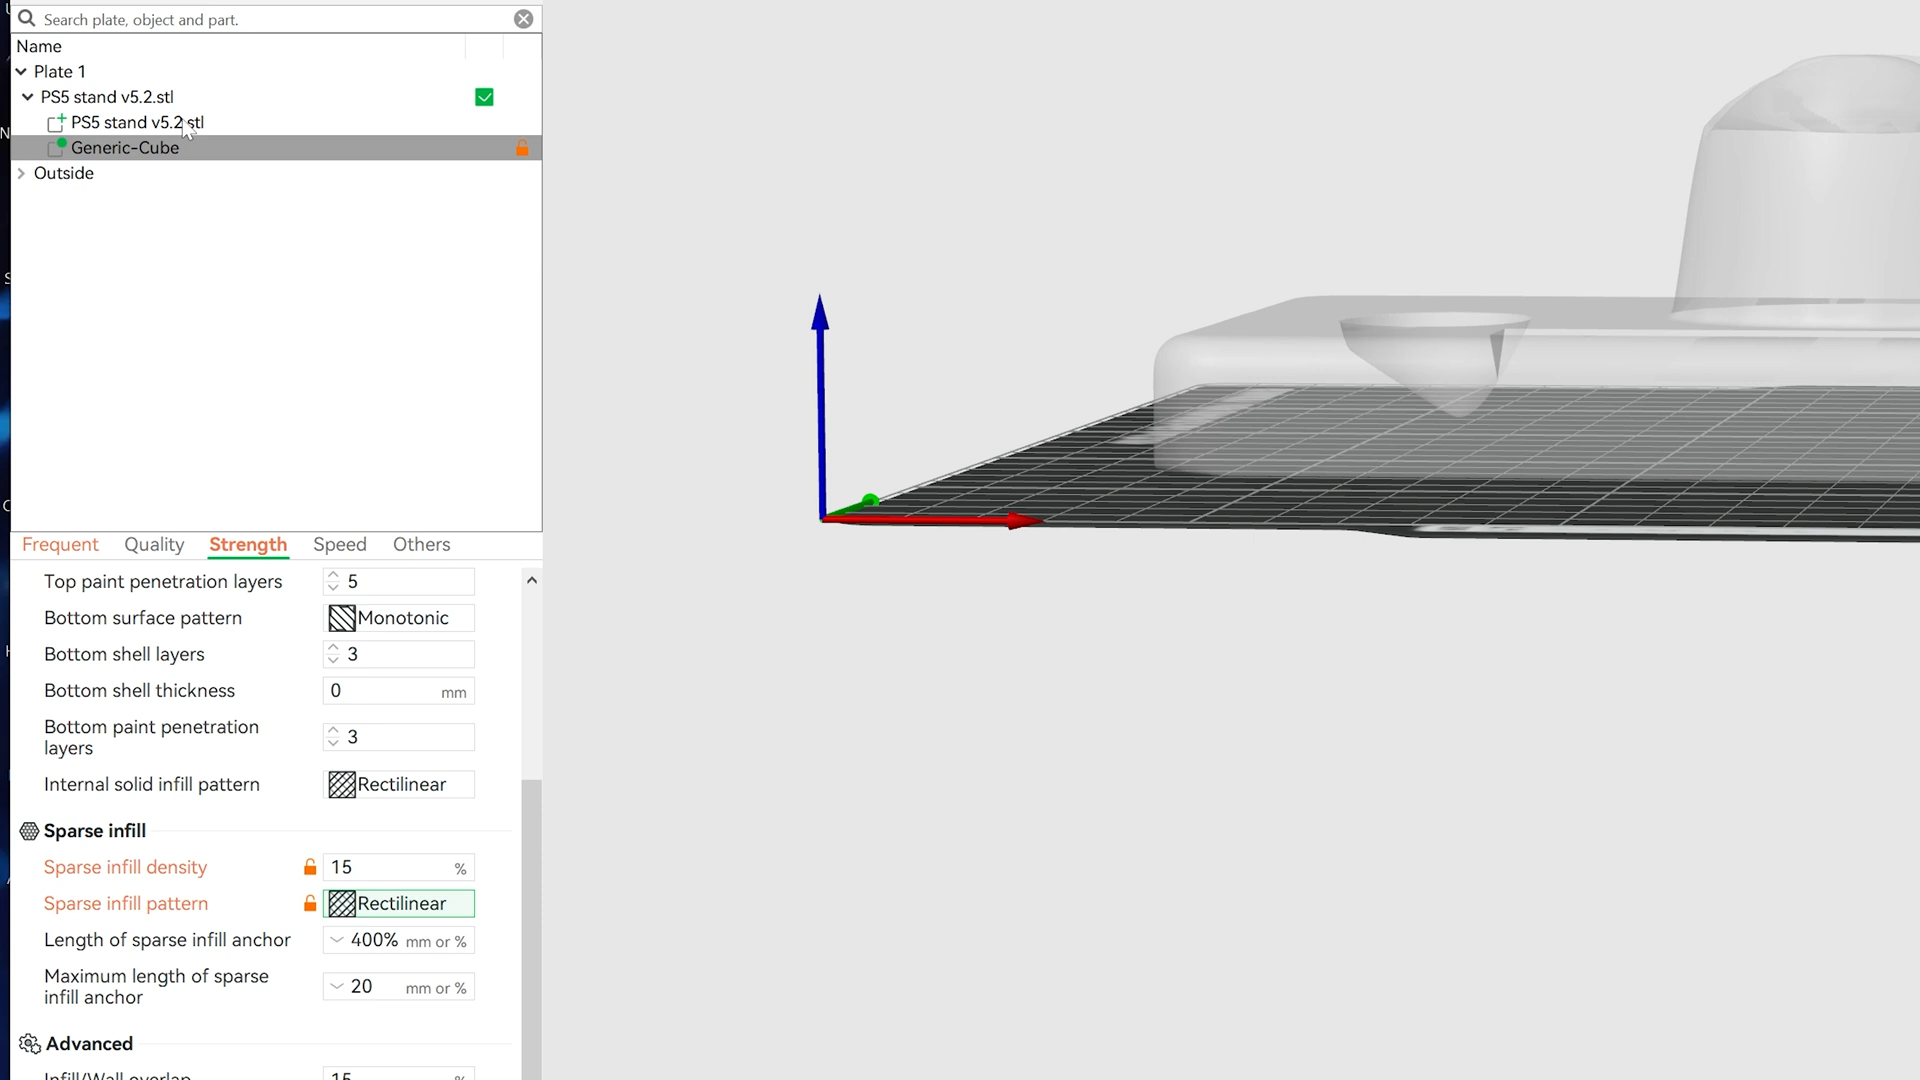 Search plate, object and part.
Name
Plate 1
PS5 stand v5.2.stl
PS5 stand v5.2.stl
Generic-Cube
Outside
Frequent Quality Strength Speed Others
Top paint penetration layers 5
Bottom surface pattern Monotonic
Bottom shell layers 3
Bottom shell thickness 0 mm
Bottom paint penetration
layers 3
Internal solid infill pattern Rectilinear
Sparse infill
Sparse infill density 15 %
Sparse infill pattern Rectilinear
Length of sparse infill anchor 400% mm or %
Maximum length of sparse
infill anchor 20 mm or %
Advanced
Infill/Wall overlap 15 %